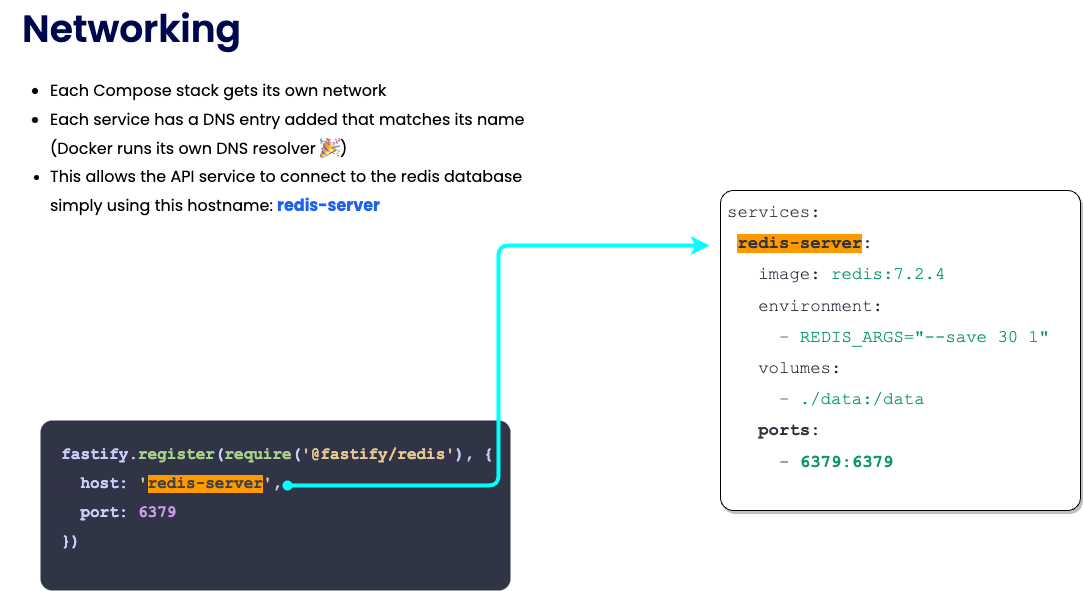 Networking
• Each Compose stack gets its own network
• Each service has a DNS entry added that matches its name
(Docker runs its own DNS resolver 🎉)
• This allows the API service to connect to the redis database
simply using this hostname: redis-server
services:
redis-server:
image: redis:7.2.4
environment:
- REDIS_ARGS="--save 30 1"
volumes:
- ./data:/data
ports:
- 6379:6379
fastify.register(require('@fastify/redis'), {
host: 'redis-server',
port: 6379
})